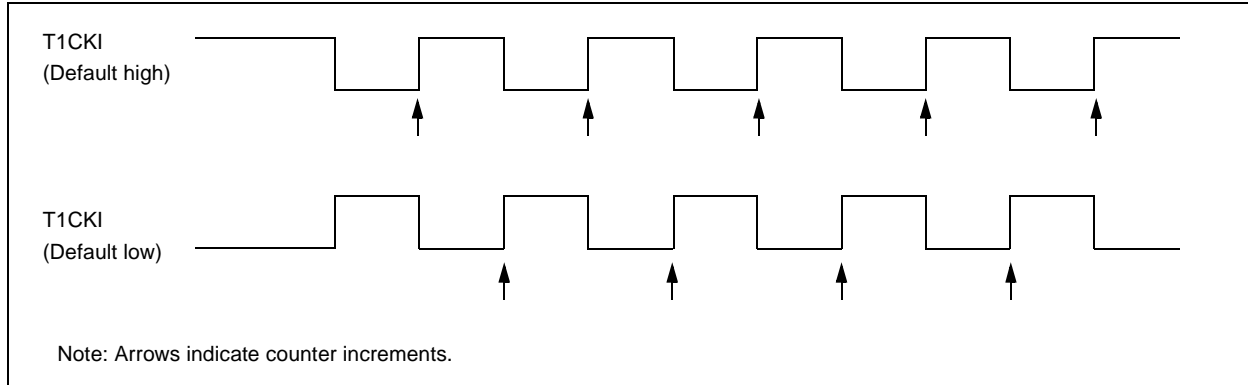 T1CKI
(Default high)
T1CKI
(Default low)
Note: Arrows indicate counter increments.